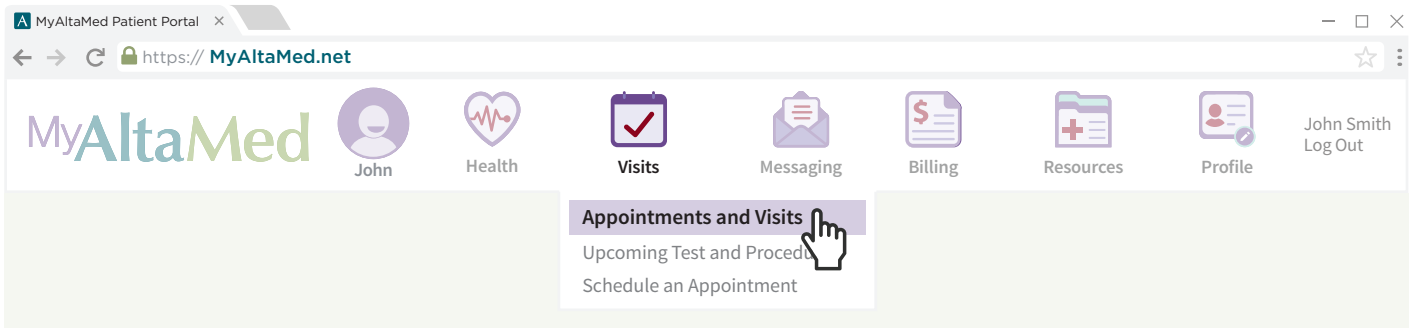 MyAltaMed Patient Portal
https:// MyAltaMed.net
MyAltaMed
John
Health
Visits
Messaging
Billing
Resources
Profile
John Smith
Log Out
Appointments and Visits
Upcoming Test and
Schedule an Appointment